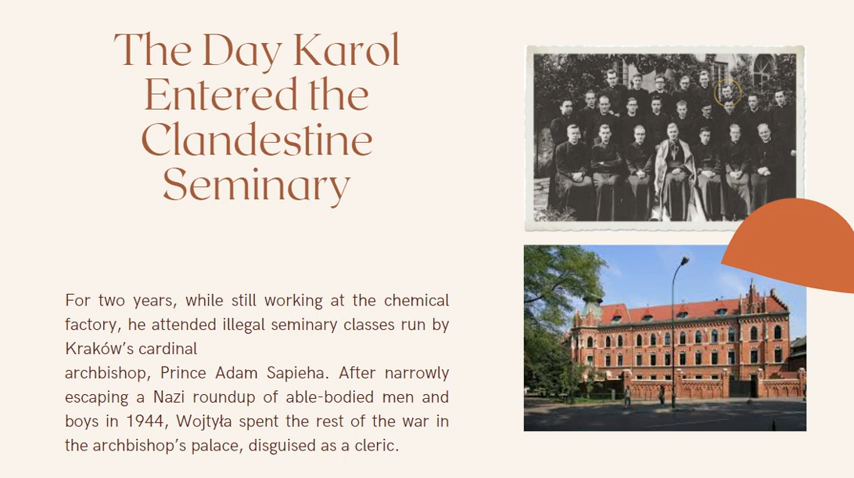 The Day Karol
Entered the
Clandestine
Seminary
For two years, while still working at the chemical
factory, he attended illegal seminary classes run by
Kraków’s cardinal
archbishop, Prince Adam Sapieha. After narrowly
escaping a Nazi roundup of able-bodied men and
boys in 1944, Wojtyła spent the rest of the war in
the archbishop’s palace, disguised as a cleric.